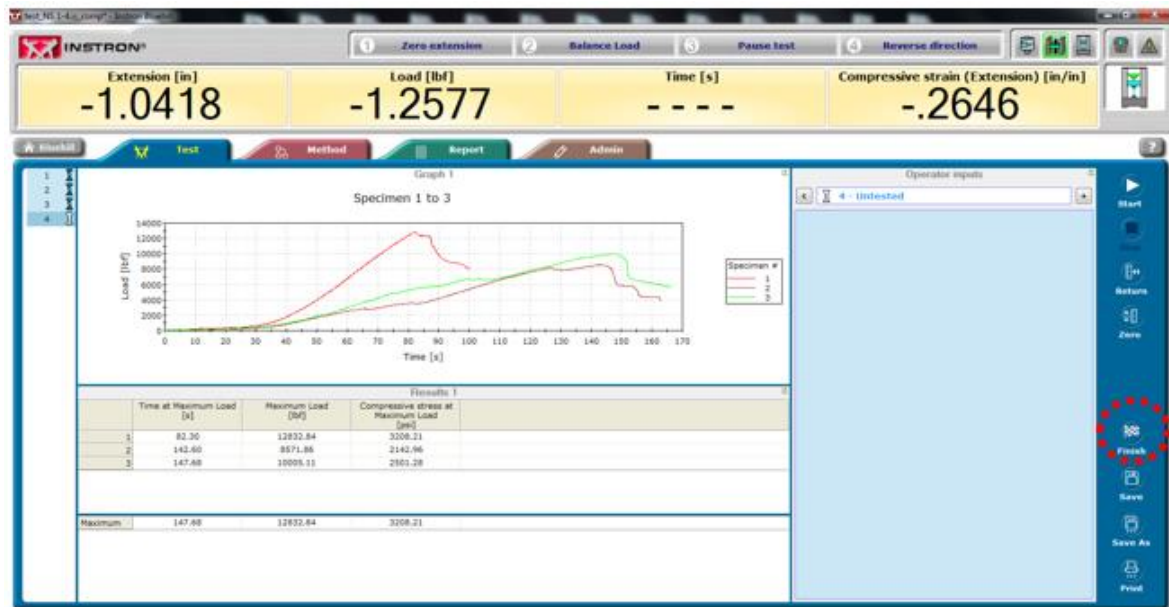 INSTRON®
1 Zero extension 2 Balance Load 3 Pause test 4 Reverse direction
Extension [in] Load [lbf] Time [s] Compressive strain (Extension) [in/in]
-1.0418 -1.2577 ---- -.2646
Bluehill Test Method Report Admin ?
1
2
3
4
Graph 1
Specimen 1 to 3
Load [lbf]
14000
12000
10000
8000
6000
4000
2000
0
0 10 20 30 40 50 60 70 80 90 100 110 120 130 140 150 160 170
Time [s]
Specimen #
1
2
3
Results 1
Time at Maximum Load [s] Maximum Load [lbf] Compressive stress at Maximum Load [psi]
1 82.30 12832.84 3208.21
2 142.60 8571.86 2142.96
3 147.68 10005.11 2501.28
Maximum 147.68 12832.84 3208.21
Operator inputs
4 - Untested
Start
Return
Zero
Finish
Save
Save As
Print